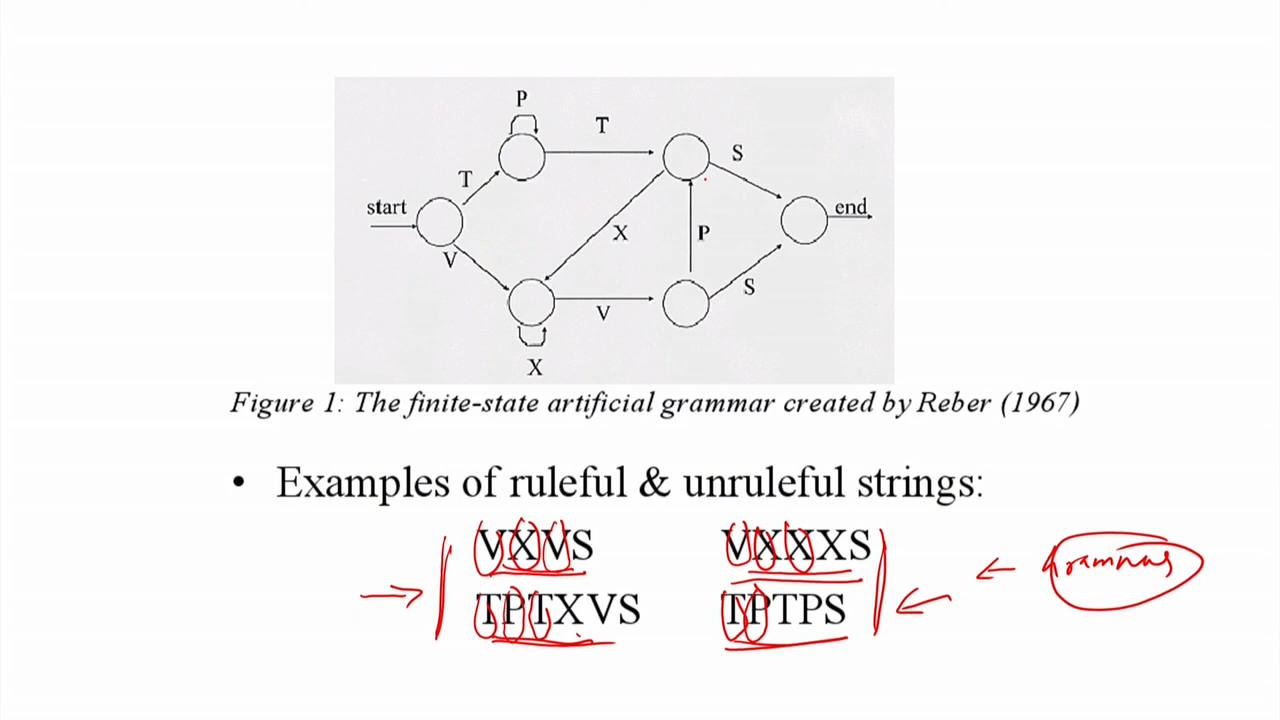 P
T
S
T
start
end
X
P
V
S
V
X
Figure 1: The finite-state artificial grammar created by Reber (1967)
• Examples of ruleful & unruleful strings:
VXVS VXXXS
TPTXVS TPTPS